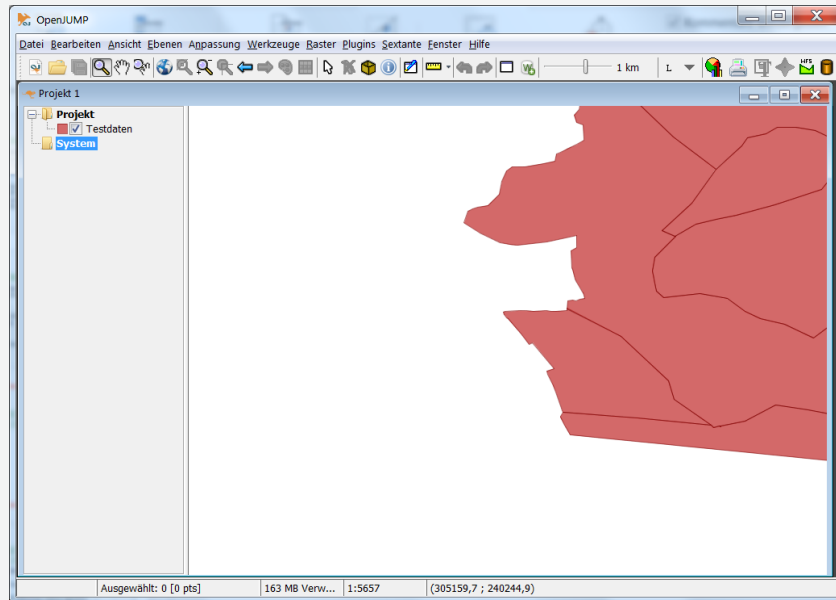 OpenJUMP
Datei Bearbeiten Ansicht Ebenen Anpassung Werkzeuge Raster Plugins Sextante Fenster Hilfe
1 km L WFS
Projekt 1
Projekt
Testdaten
System
Ausgewählt: 0 [0 pts] 163 MB Verw... 1:5657 (305159,7 ; 240244,9)